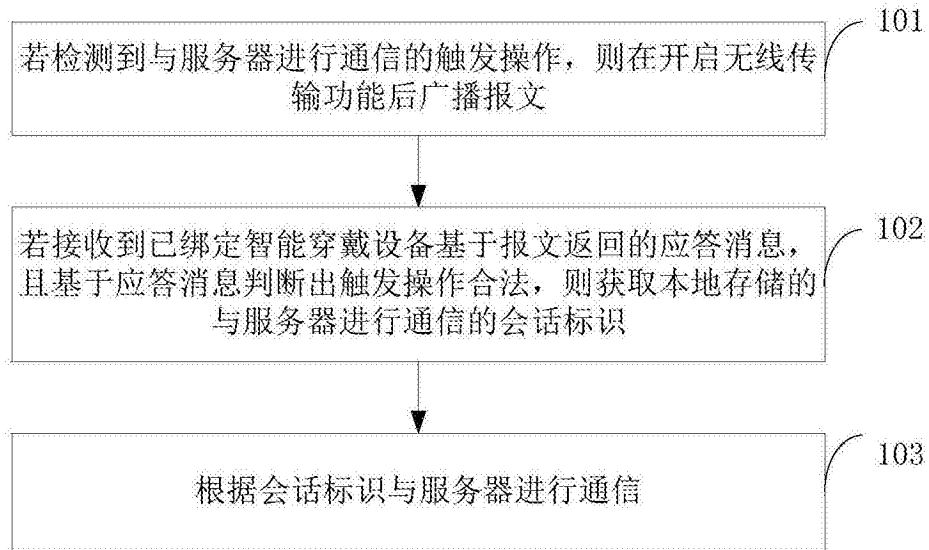 101
若检测到与服务器进行通信的触发操作，则在开启无线传
输功能后广播报文
102
若接收到已绑定智能穿戴设备基于报文返回的应答消息，
且基于应答消息判断出触发操作合法，则获取本地存储的
与服务器进行通信的会话标识
103
根据会话标识与服务器进行通信